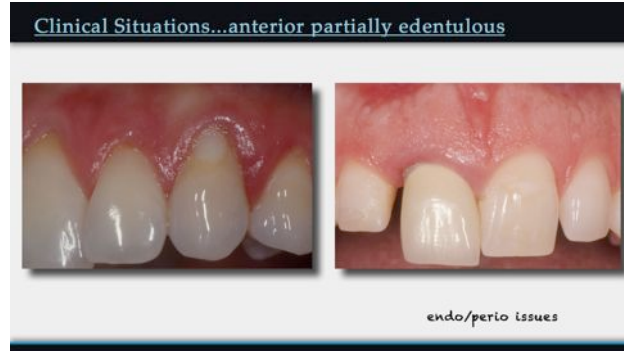 Clinical Situations...anterior partially edentulous
endo/perio issues